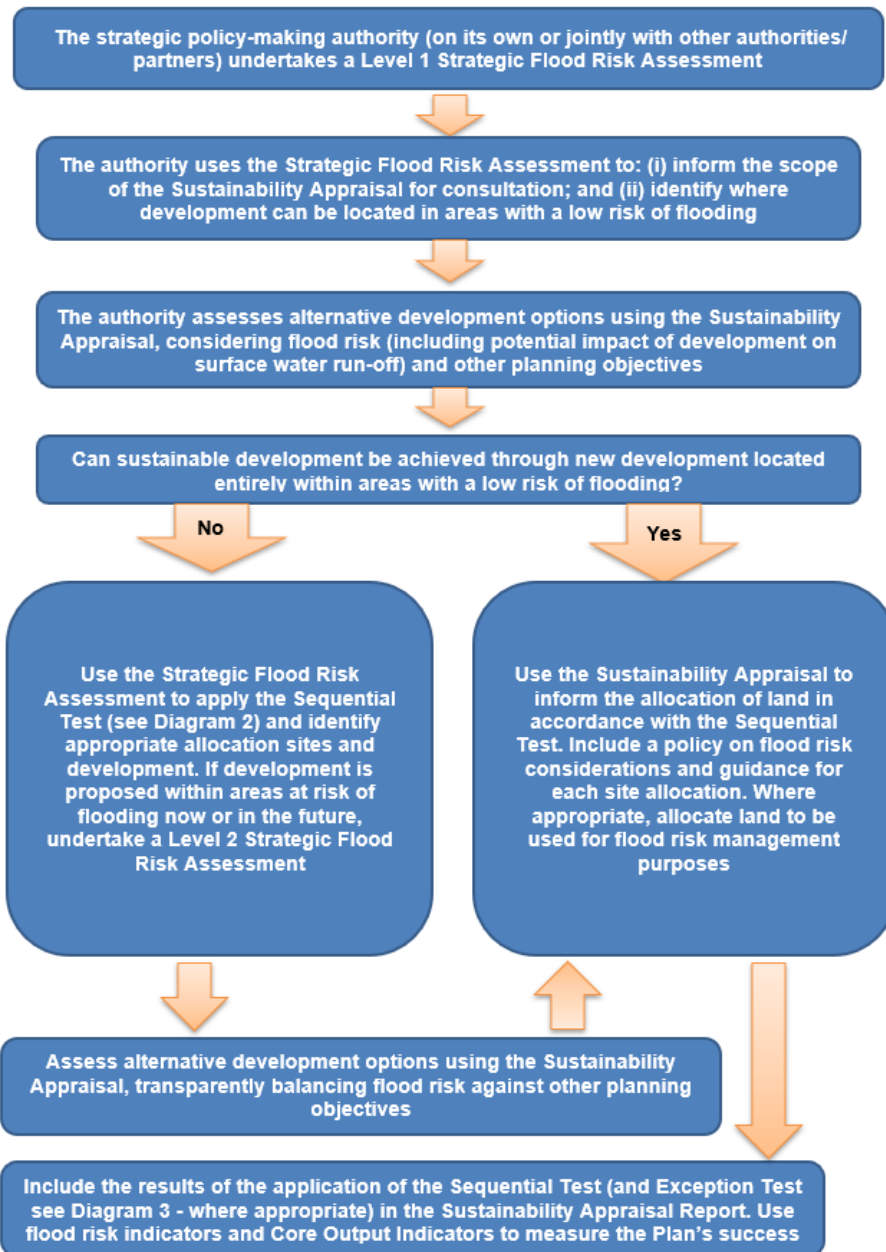 The strategic policy-making authority (on its own or jointly with other authorities/
partners) undertakes a Level 1 Strategic Flood Risk Assessment
The authority uses the Strategic Flood Risk Assessment to: (i) inform the scope
of the Sustainability Appraisal for consultation; and (ii) identify where
development can be located in areas with a low risk of flooding
The authority assesses alternative development options using the Sustainability
Appraisal, considering flood risk (including potential impact of development on
surface water run-off) and other planning objectives
Can sustainable development be achieved through new development located
entirely within areas with a low risk of flooding?
No
Yes
Use the Strategic Flood Risk
Assessment to apply the Sequential
Test (see Diagram 2) and identify
appropriate allocation sites and
development. If development is
proposed within areas at risk of
flooding now or in the future,
undertake a Level 2 Strategic Flood
Risk Assessment
Use the Sustainability Appraisal to
inform the allocation of land in
accordance with the Sequential
Test. Include a policy on flood risk
considerations and guidance for
each site allocation. Where
appropriate, allocate land to be
used for flood risk management
purposes
Assess alternative development options using the Sustainability
Appraisal, transparently balancing flood risk against other planning
objectives
Include the results of the application of the Sequential Test (and Exception Test
see Diagram 3 - where appropriate) in the Sustainability Appraisal Report. Use
flood risk indicators and Core Output Indicators to measure the Plan's success